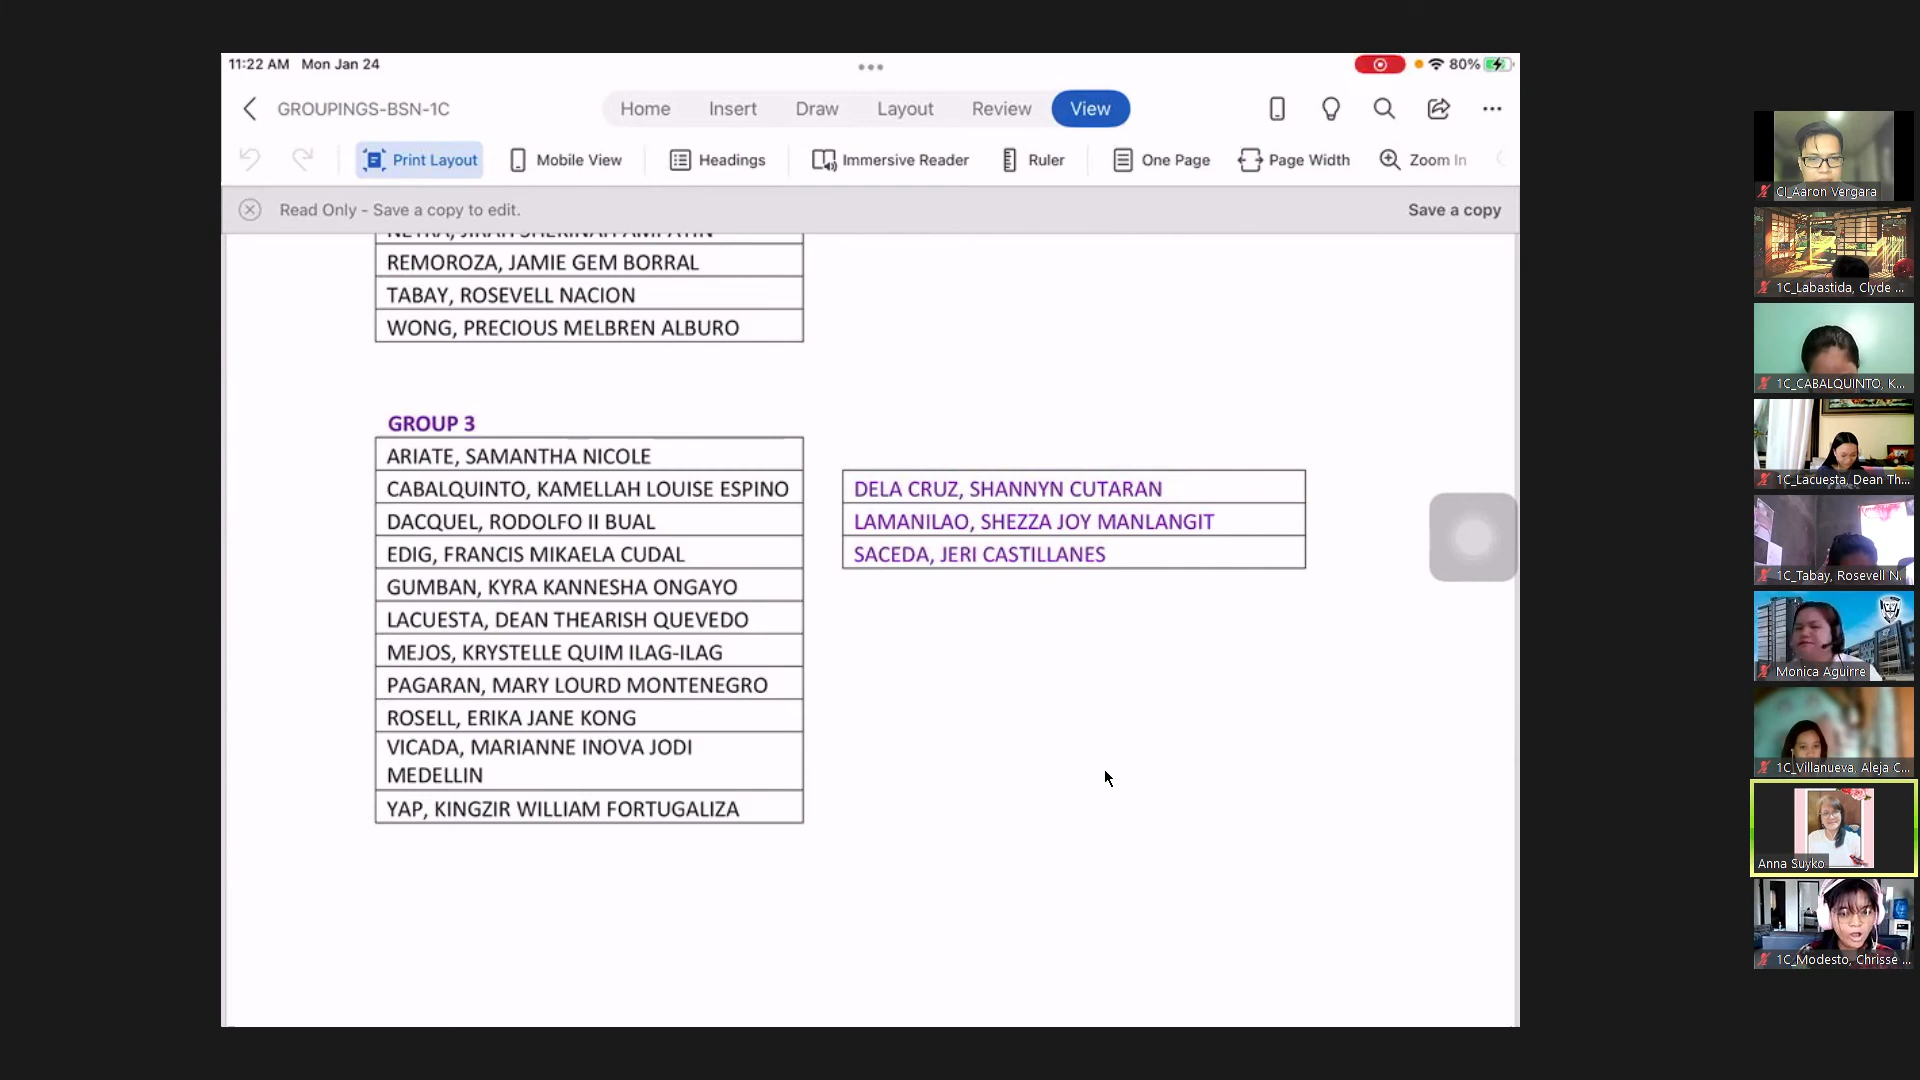 11:22 AM Mon Jan 24
80%
GROUPINGS-BSN-1C
Home Insert Draw Layout Review View
Print Layout Mobile View Headings Immersive Reader Ruler One Page Page Width Zoom In
Read Only - Save a copy to edit. Save a copy
REMOROZA, JAMIE GEM BORRAL
TABAY, ROSEVELL NACION
WONG, PRECIOUS MELBREN ALBURO
GROUP 3
ARIATE, SAMANTHA NICOLE
CABALQUINTO, KAMELLAH LOUISE ESPINO
DACQUEL, RODOLFO II BUAL
EDIG, FRANCIS MIKAELA CUDAL
GUMBAN, KYRA KANNESHA ONGAYO
LACUESTA, DEAN THEARISH QUEVEDO
MEJOS, KRYSTELLE QUIM ILAG-ILAG
PAGARAN, MARY LOURD MONTENEGRO
ROSELL, ERIKA JANE KONG
VICADA, MARIANNE INOVA JODI
MEDELLIN
YAP, KINGZIR WILLIAM FORTUGALIZA
DELA CRUZ, SHANNYN CUTARAN
LAMANILAO, SHEZZA JOY MANLANGIT
SACEDA, JERI CASTILLANES
CI_Aaron Vergara
1C_Labastida, Clyde ...
1C_CABALQUINTO, K...
1C_Lacuesta, Dean Th...
1C_Tabay, Rosevell N.
Monica Aguirre
1C_Villanueva, Aleja C...
Anna Suyko
1C_Modesto, Chrisse ...